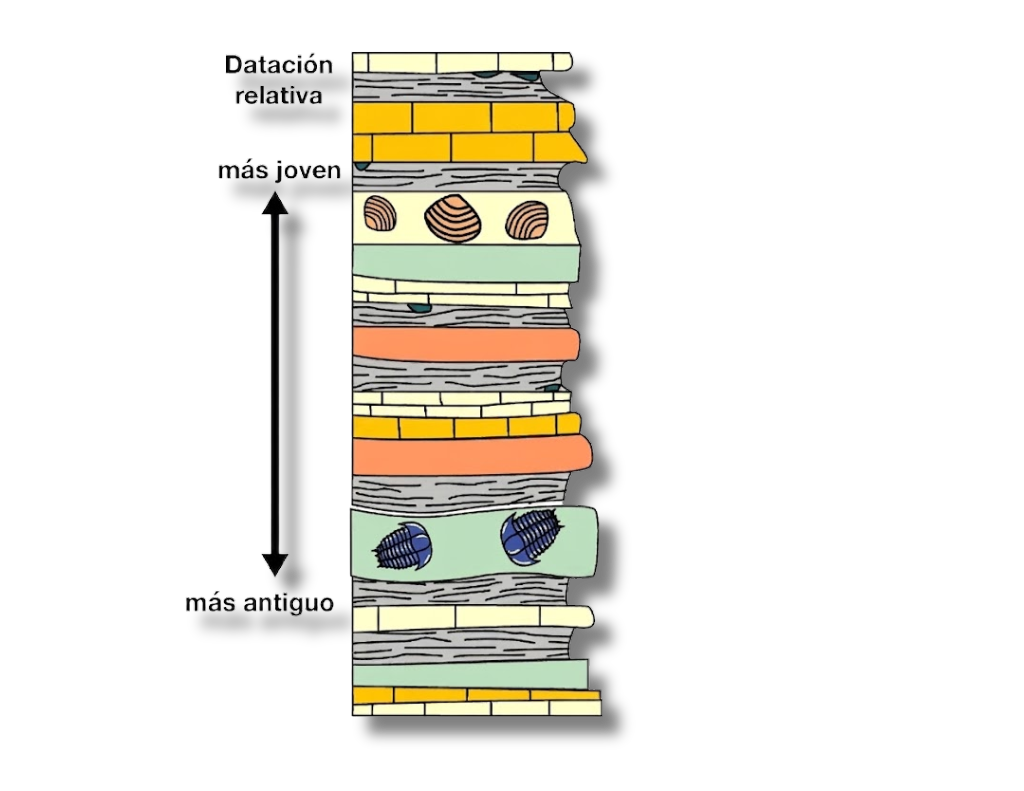 Datación
relativa
más joven
más antiguo